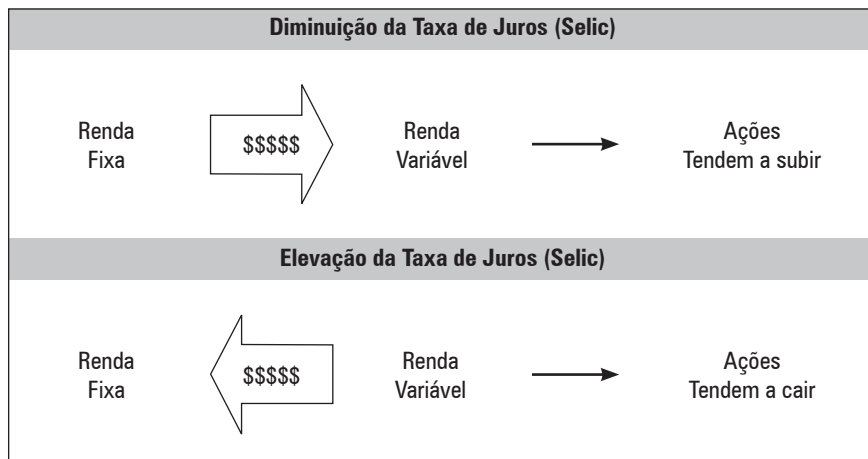 Diminuição da Taxa de Juros (Selic)
Renda
Fixa
$$$$$
Renda
Variável
Ações
Tendem a subir
Elevação da Taxa de Juros (Selic)
Renda
Fixa
$$$$$
Renda
Variável
Ações
Tendem a cair